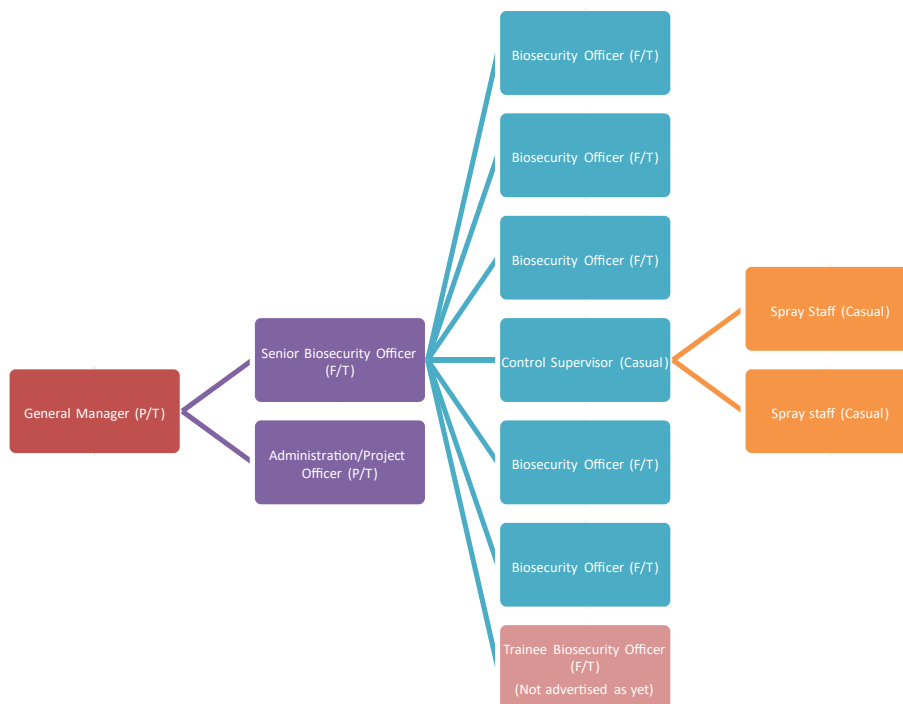 General Manager (P/T)
Senior Biosecurity Officer
(F/T)
Administration/Project
Officer (P/T)
Biosecurity Officer (F/T)
Biosecurity Officer (F/T)
Biosecurity Officer (F/T)
Control Supervisor (Casual)
Biosecurity Officer (F/T)
Biosecurity Officer (F/T)
Trainee Biosecurity Officer
(F/T)
(Not advertised as yet)
Spray Staff (Casual)
Spray staff (Casual)